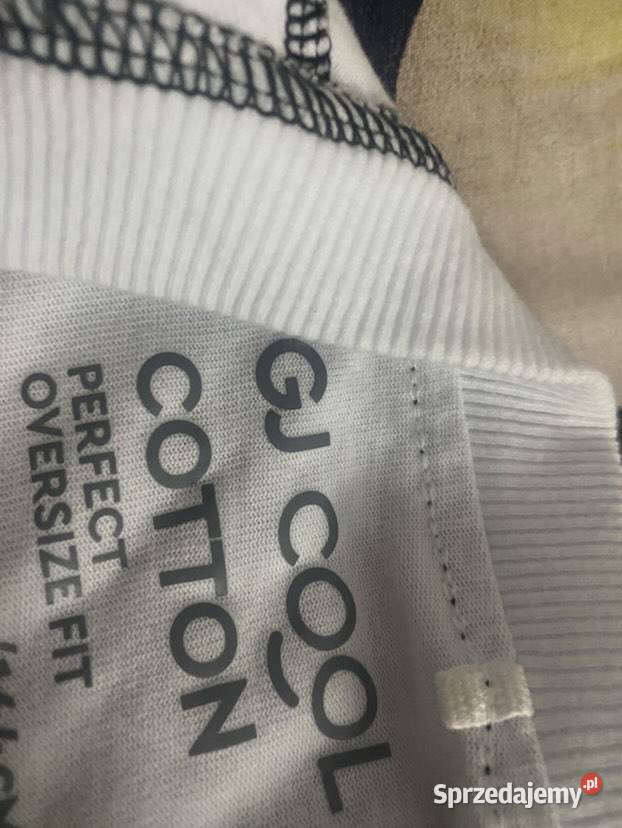 GJ COOL
COTTON
PERFECT
OVERSIZE FIT
Sprzedajemy.pl